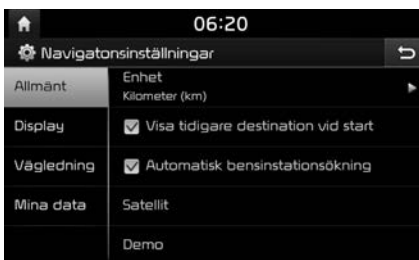 06:20
Navigatonsinställningar
Allmänt
Enhet
Kilometer (km)
Display
Visa tidigare destination vid start
Vägledning
Automatisk bensinstationsökning
Mina data
Satellit
Demo